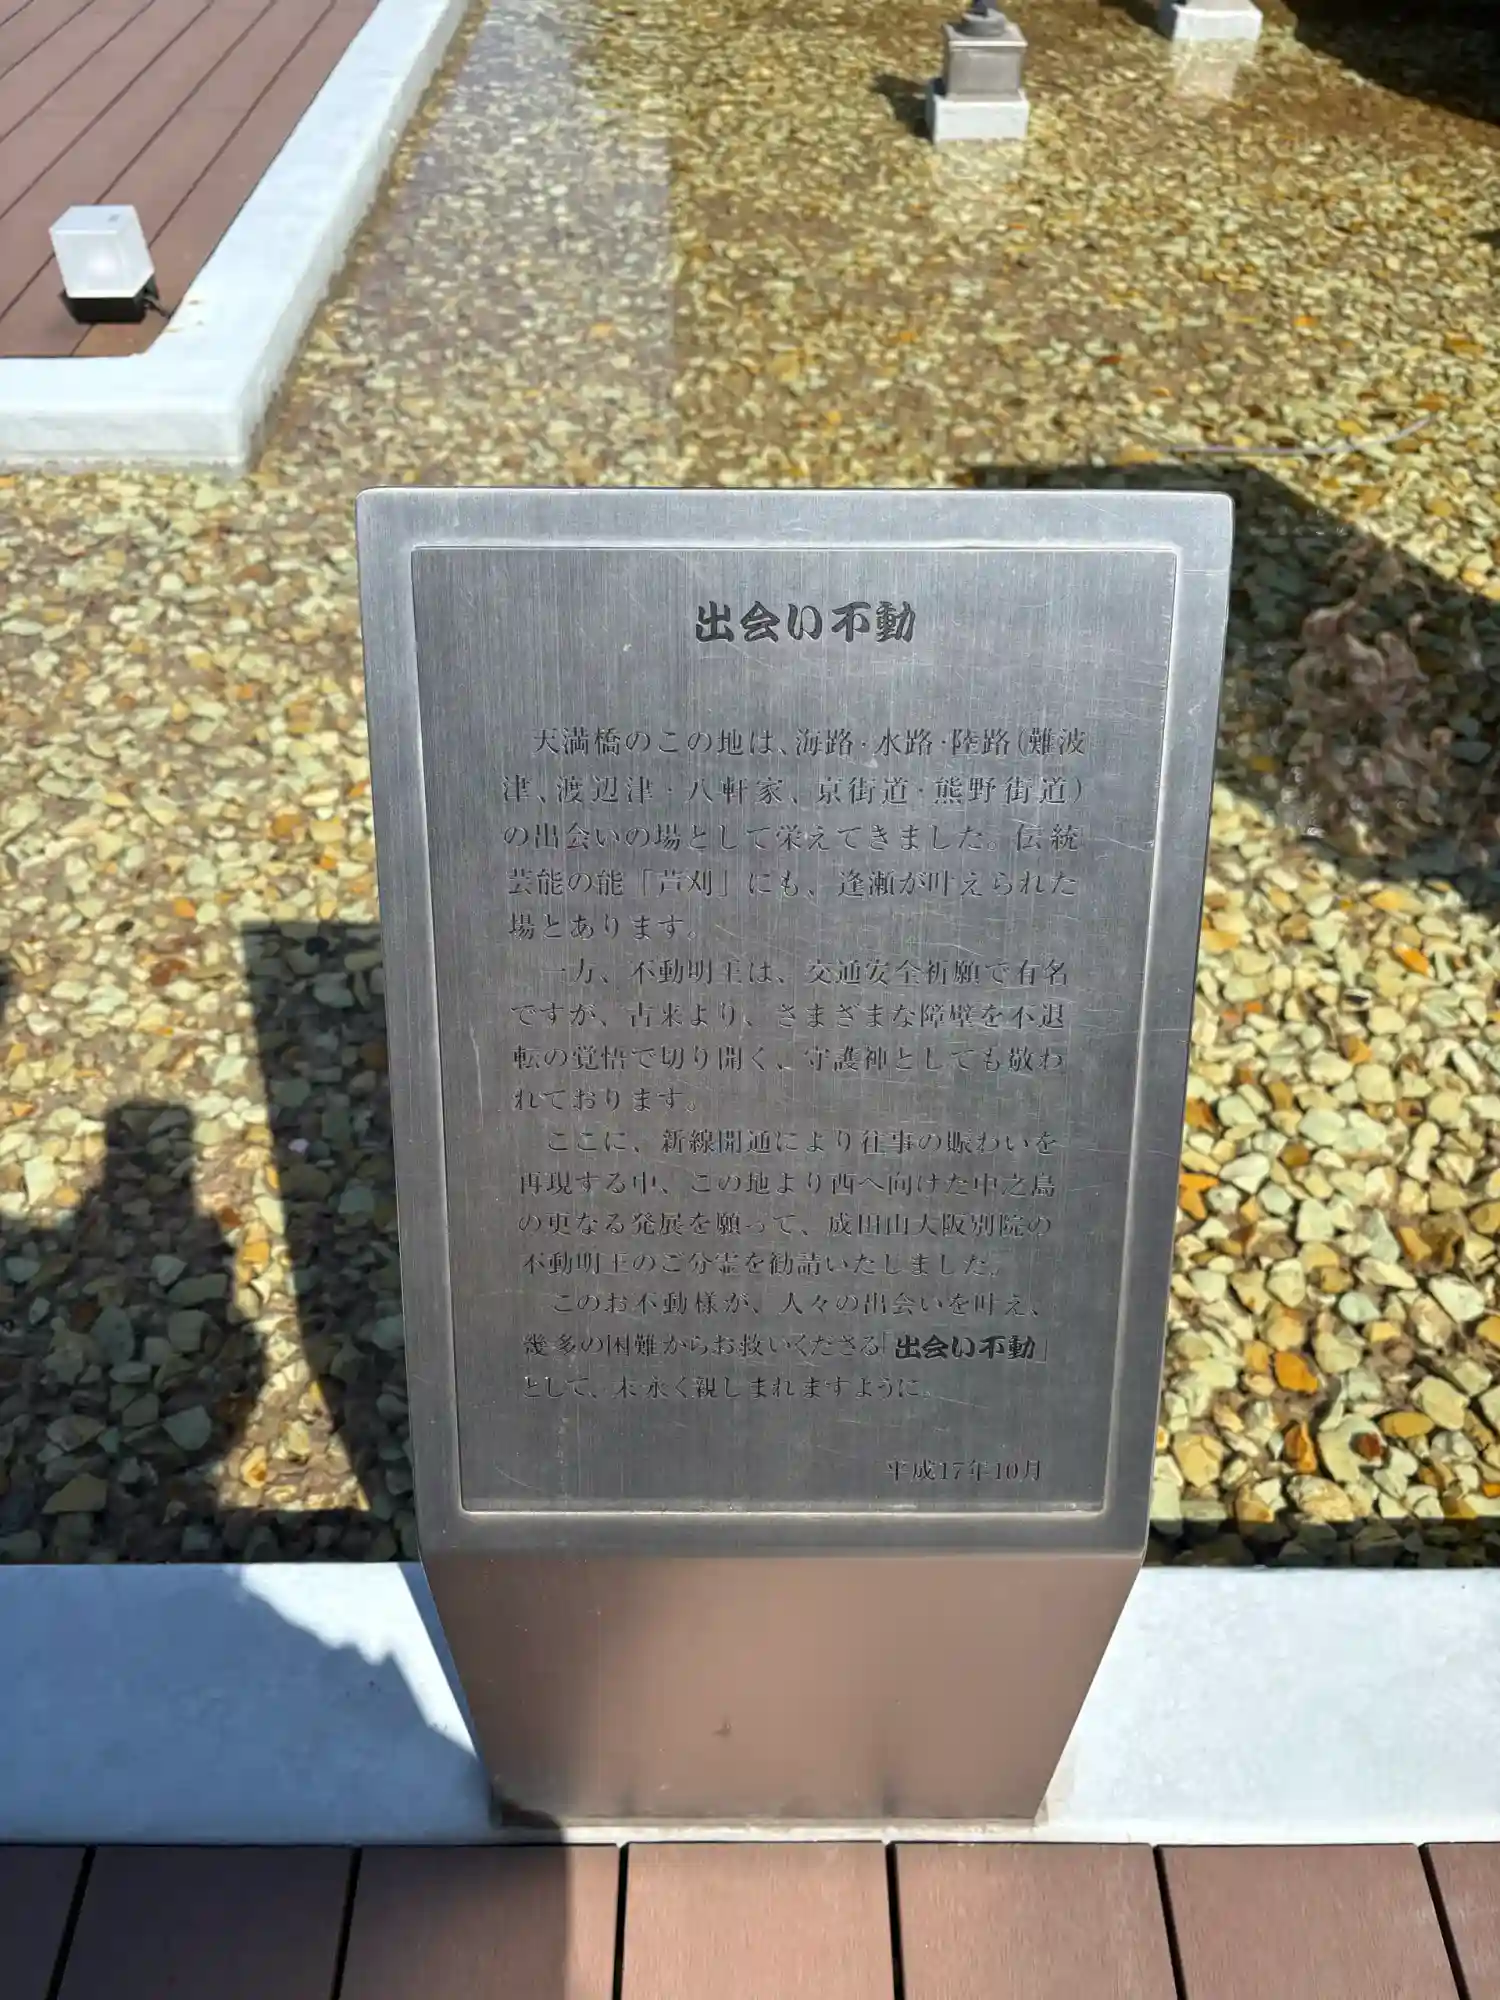 出会い不動
天満橋のこの地は、海路・水路・陸路(難波
津、渡辺津・八軒家、京街道・熊野街道)
の出会いの場として栄えてきました。伝統
芸能の能「芦刈」にも、逢瀬が叶えられた
場とあります。
一方、不動明王は、交通安全祈願で有名
ですが、古来より、さまざまな障壁を不退
転の覚悟で切り開く、守護神としても敬わ
れております。
ここに、新線開通により往事の賑わいを
再現する中、この地より西へ向けた中之島
の更なる発展を願って、成田山大阪別院の
不動明王のご分霊を勧請いたしました。
このお不動様が、人々の出会いを叶え、
幾多の困難からお救いくださる「出会い不動」
として、末永く親しまれますように。
平成17年10月